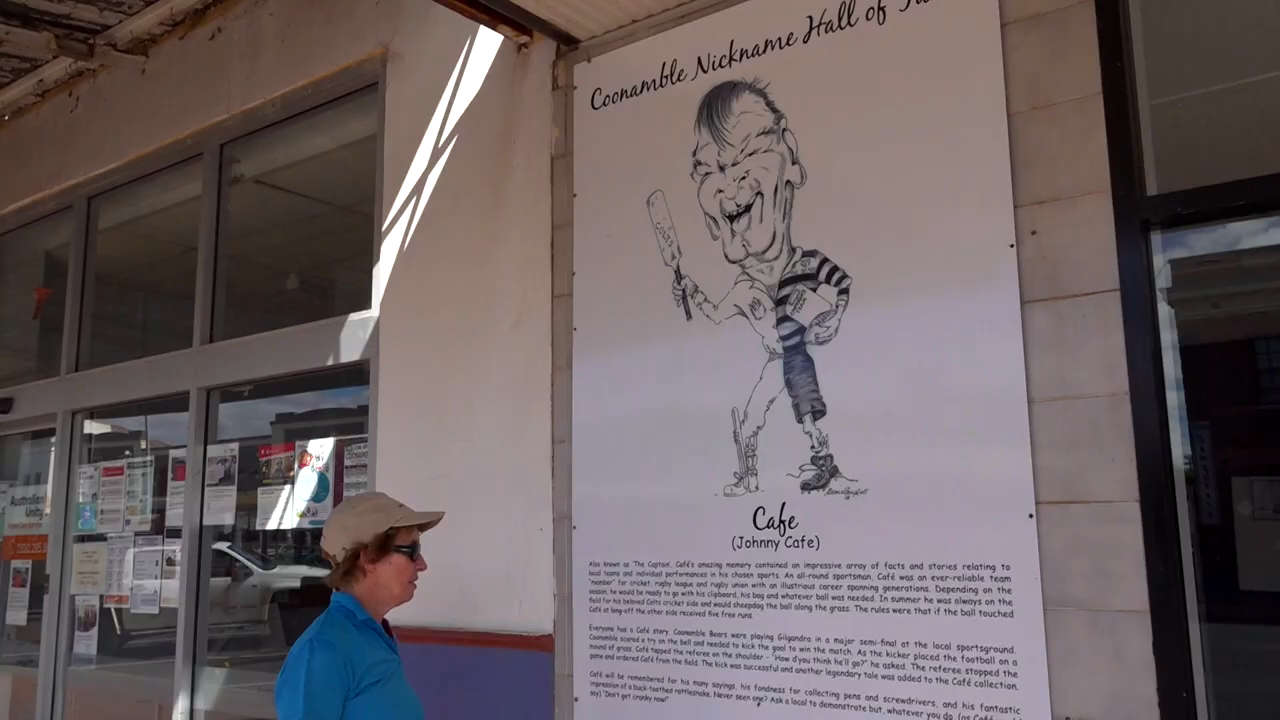 Coonamble Nickname Hall of
COLTS
Cafe
(Johnny Cafe)
Also known as 'The Captain', Café's amazing memory contained an impressive array of facts and stories relating to
local teams and individual performances in his chosen sports. An all-round sportsman, Café was an ever-reliable team
"member" for cricket, rugby league and rugby union with an illustrious career spanning generations. Depending on the
season, he would be ready to go with his clipboard, his bag and whatever ball was needed. In summer he was always on the
field for his beloved Colts cricket side and would sheepdog the ball along the grass. The rules were that if the ball touched
Café at long-off the other side received five free runs.
Everyone has a Café story. Coonamble Bears were playing Gilgandra in a major semi-final at the local sportsground.
Coonamble scored a try on the bell and needed to kick the goal to win the match. As the kicker placed the football on a
mound of grass, Café tapped the referee on the shoulder - "How d'you think he'll go?" he asked. The referee stopped the
game and ordered Café from the field. The kick was successful and another legendary tale was added to the Café collection.
Café will be remembered for his many sayings, his fondness for collecting pens and screwdrivers, and his fantastic
impression of a buck-toothed rattlesnake. Never seen one? Ask a local to demonstrate but, whatever you do, (as Café
say) "Don't get cranky now!"
Australian
Unity